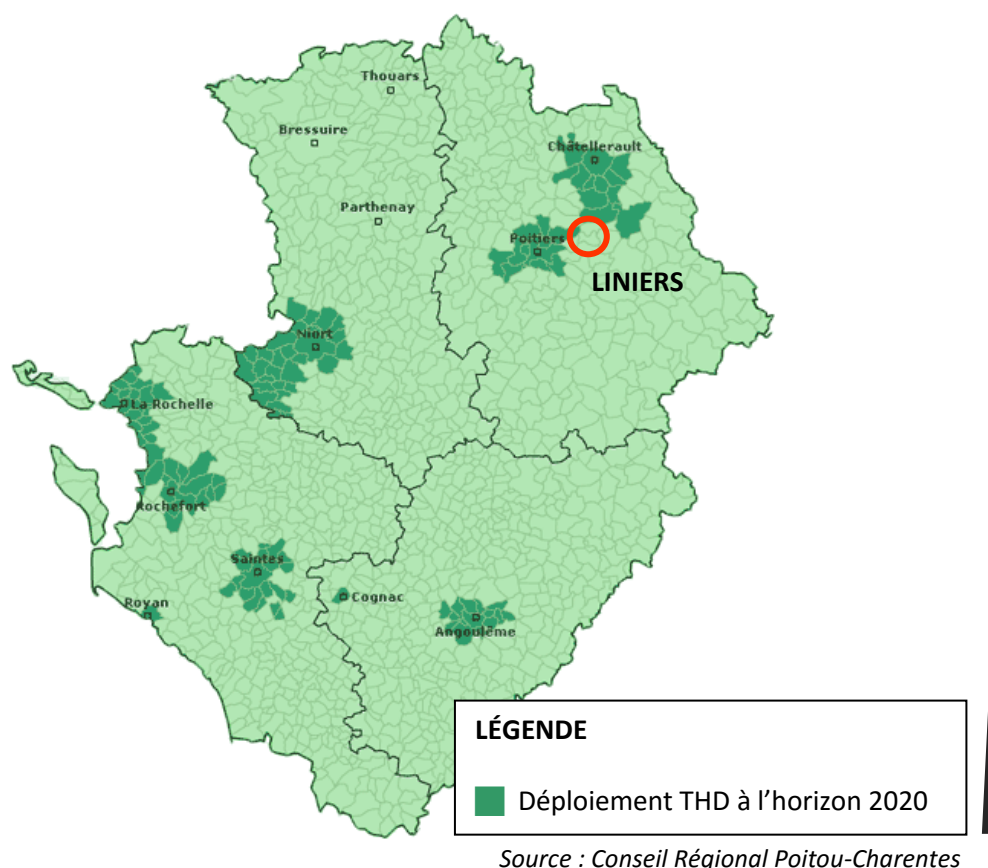 Thouars
Bressuire
Châtellerault
Parthenay
Poitiers
LINIERS
Niort
La Rochelle
Rochefort
Saintes
Royan
Cognac
Angoulême
LÉGENDE
Déploiement THD à l’horizon 2020
Source : Conseil Régional Poitou-Charentes